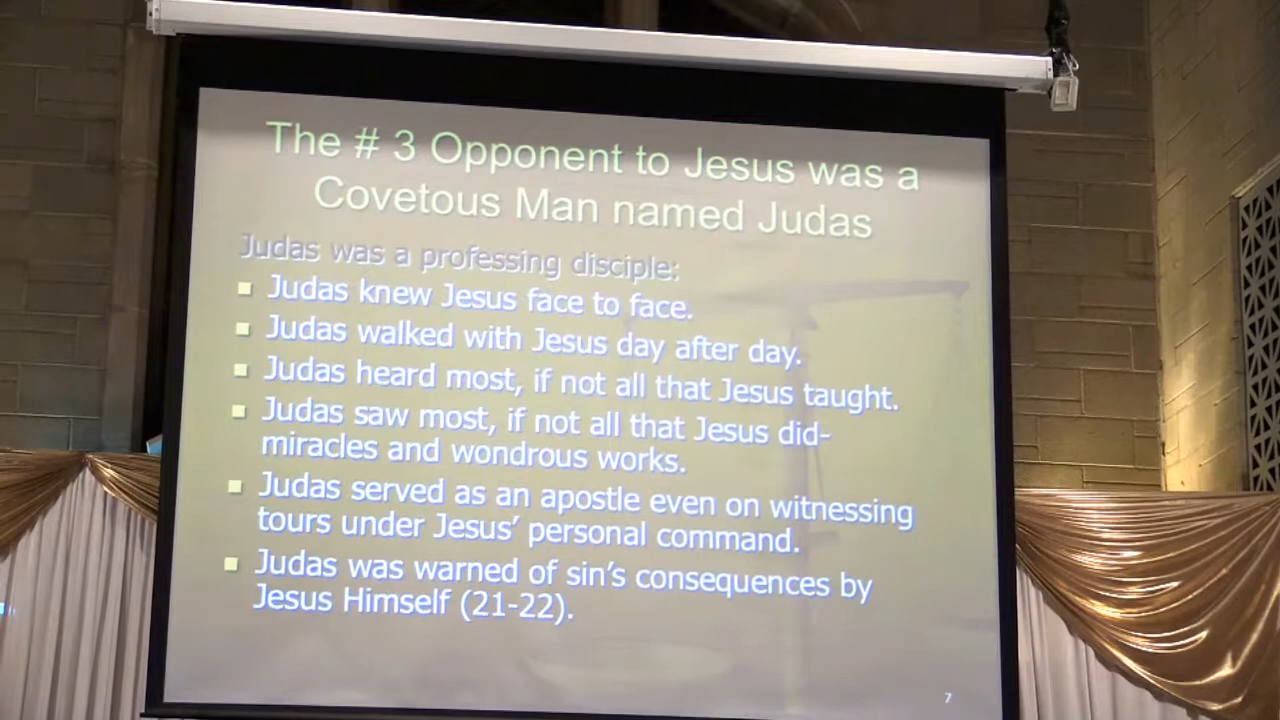 The # 3 Opponent to Jesus was a
Covetous Man named Judas
Judas was a professing disciple:
Judas knew Jesus face to face.
Judas walked with Jesus day after day.
Judas heard most, if not all that Jesus taught.
Judas saw most, if not all that Jesus did-
miracles and wondrous works.
Judas served as an apostle even on witnessing
tours under Jesus' personal command.
Judas was warned of sin's consequences by
Jesus Himself (21-22).
7